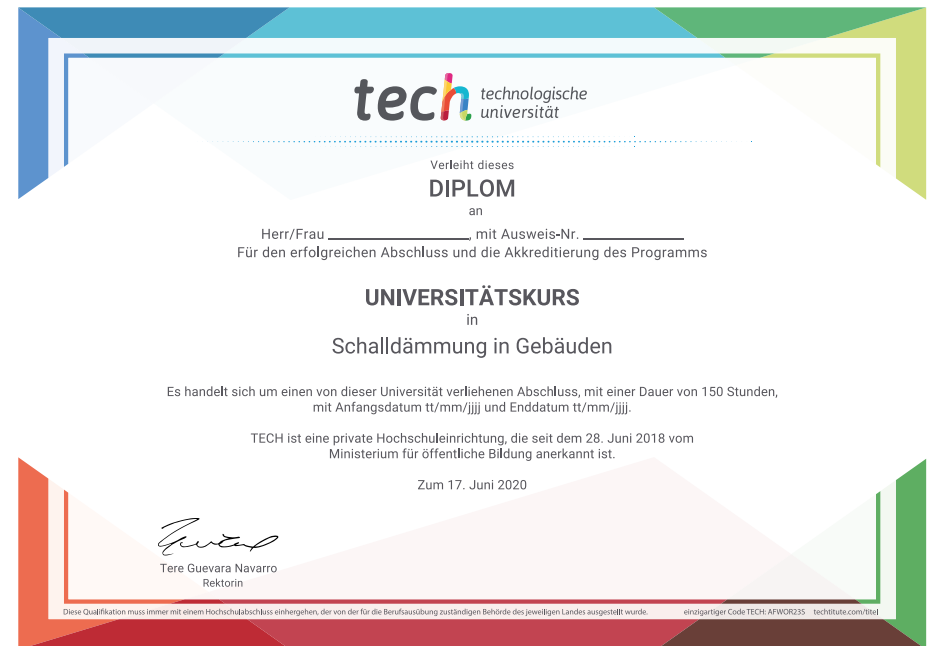 tech technologische
universität
Verleiht dieses
DIPLOM
an
Herr/Frau ____________, mit Ausweis-Nr. ____________
Für den erfolgreichen Abschluss und die Akkreditierung des Programms
UNIVERSITÄTSKURS
in
Schalldämmung in Gebäuden
Es handelt sich um einen von dieser Universität verliehenen Abschluss, mit einer Dauer von 150 Stunden,
mit Anfangsdatum tt/mm/jjjj und Enddatum tt/mm/jjjj.
TECH ist eine private Hochschuleinrichtung, die seit dem 28. Juni 2018 vom
Ministerium für öffentliche Bildung anerkannt ist.
Zum 17. Juni 2020
Tere Guevara Navarro
Rektorin
Diese Qualifikation muss immer mit einem Hochschulabschluss einhergehen, der von der für die Berufsausübung zuständigen Behörde des jeweiligen Landes ausgestellt wurde. einzigartiger Code TECH: AFWOR235 techtitute.com/titel